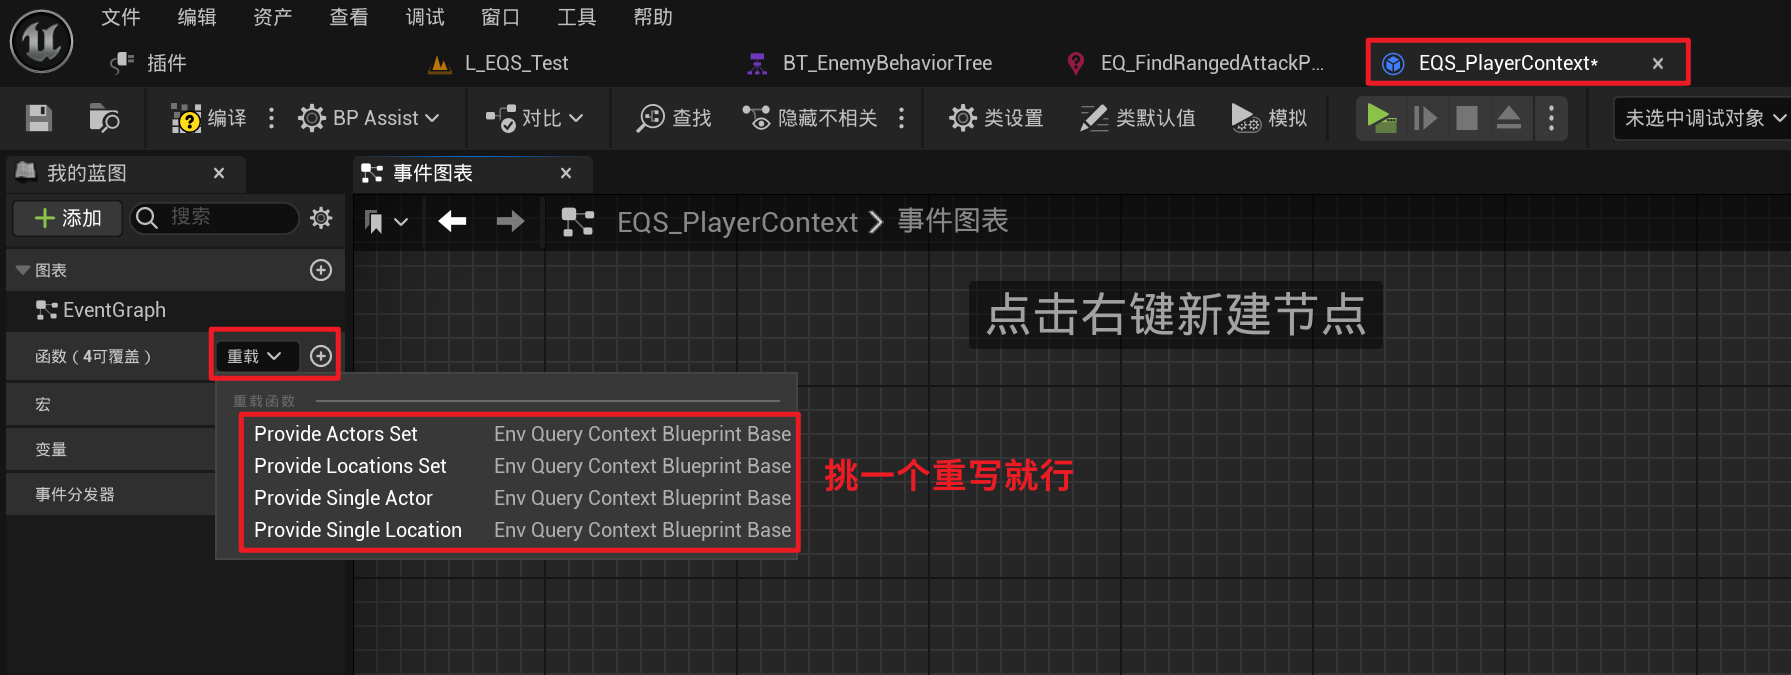 文件 编辑 资产 查看 调试 窗口 工具 帮助
插件 L_EQS_Test BT_EnemyBehaviorTree EQ_FindRangedAttackP... EQS_PlayerContext*
编译 BP Assist 对比 查找 隐藏不相关 类设置 类默认值 模拟 未选中调试对象
我的蓝图 事件图表
添加 搜索 EQS_PlayerContext 事件图表
图表
点击右键新建节点
EventGraph
函数（4可覆盖） 重载
重载函数
宏
Provide Actors Set Env Query Context Blueprint Base
变量
Provide Locations Set Env Query Context Blueprint Base
挑一个重写就行
事件分发器
Provide Single Actor Env Query Context Blueprint Base
Provide Single Location Env Query Context Blueprint Base